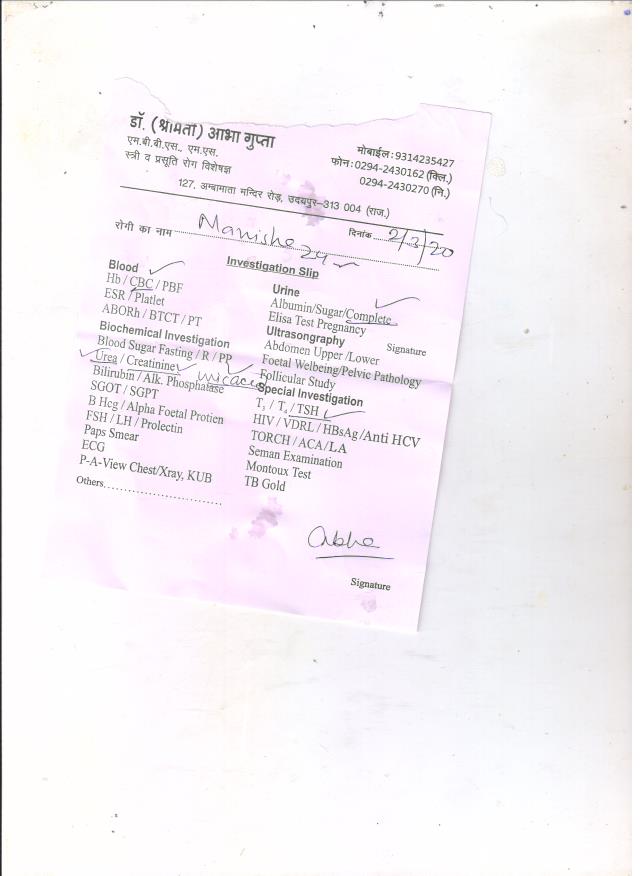 डॉ. (श्रीमती) आभा गुप्ता
एम.बी.बी.एस., एम.एस.
स्त्री व प्रसूति रोग विशेषज्ञ
मोबाईल : 9314235427
फोन : 0294-2430162 (क्लि.)
0294-2430270 (नि.)
127, अम्बामाता मन्दिर रोड़, उदयपुर-313 004 (राज.)
रोगी का नाम Manisha 24 दिनांक 2/3/20
Investigation Slip
Blood
Hb / CBC / PBF
ESR / Platlet
ABORh / BTCT / PT
Biochemical Investigation
Blood Sugar Fasting / R / PP
Urea / Creatinine
Bilirubin / Alk. Phosphatase
SGOT / SGPT
B Hcg / Alpha Foetal Protien
FSH / LH / Prolectin
Paps Smear
ECG
P-A-View Chest/Xray, KUB
Others
Urine
Albumin/Sugar/Complete
Elisa Test Pregnancy
Ultrasongraphy
Signature
Abdomen Upper /Lower
Foetal Welbeing/Pelvic Pathology
Follicular Study
Special Investigation
T3 / T4 / TSH
HIV / VDRL / HBsAg /Anti HCV
TORCH / ACA/LA
Seman Examination
Montoux Test
TB Gold
Abha
Signature